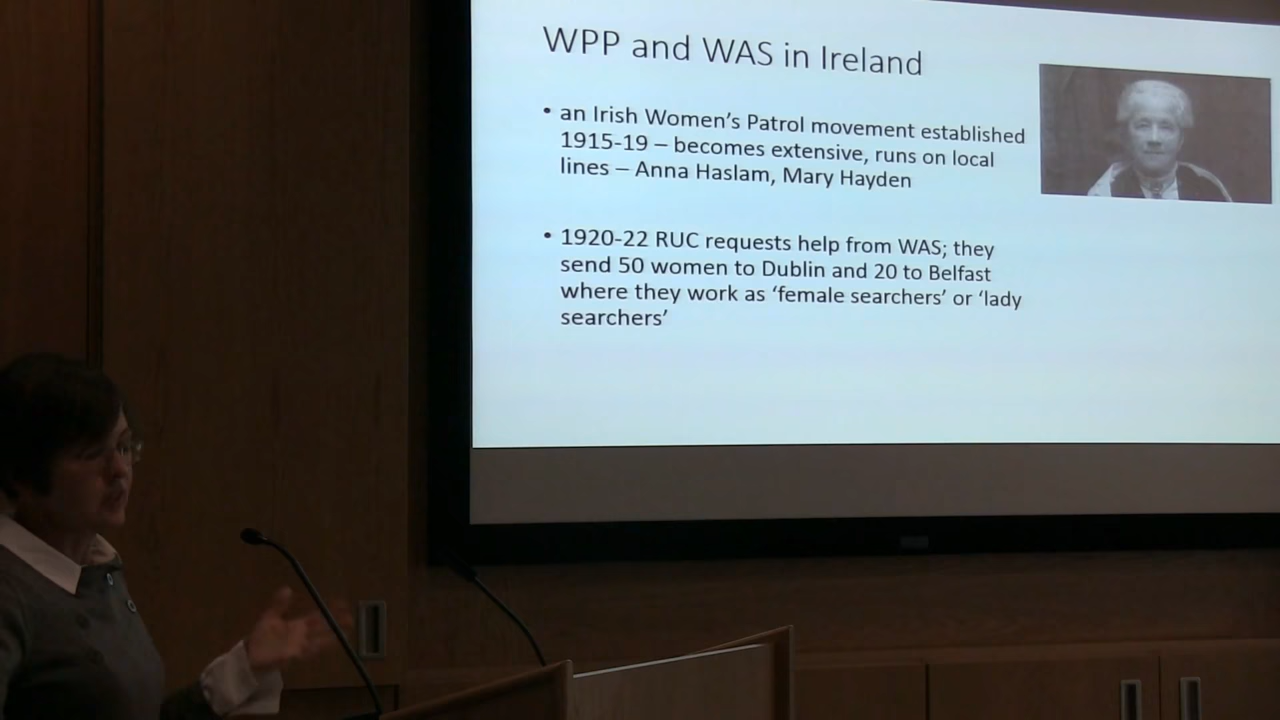 WPP and WAS in Ireland
• an Irish Women's Patrol movement established
1915-19 – becomes extensive, runs on local
lines – Anna Haslam, Mary Hayden
• 1920-22 RUC requests help from WAS; they
send 50 women to Dublin and 20 to Belfast
where they work as ‘female searchers’ or ‘lady
searchers’